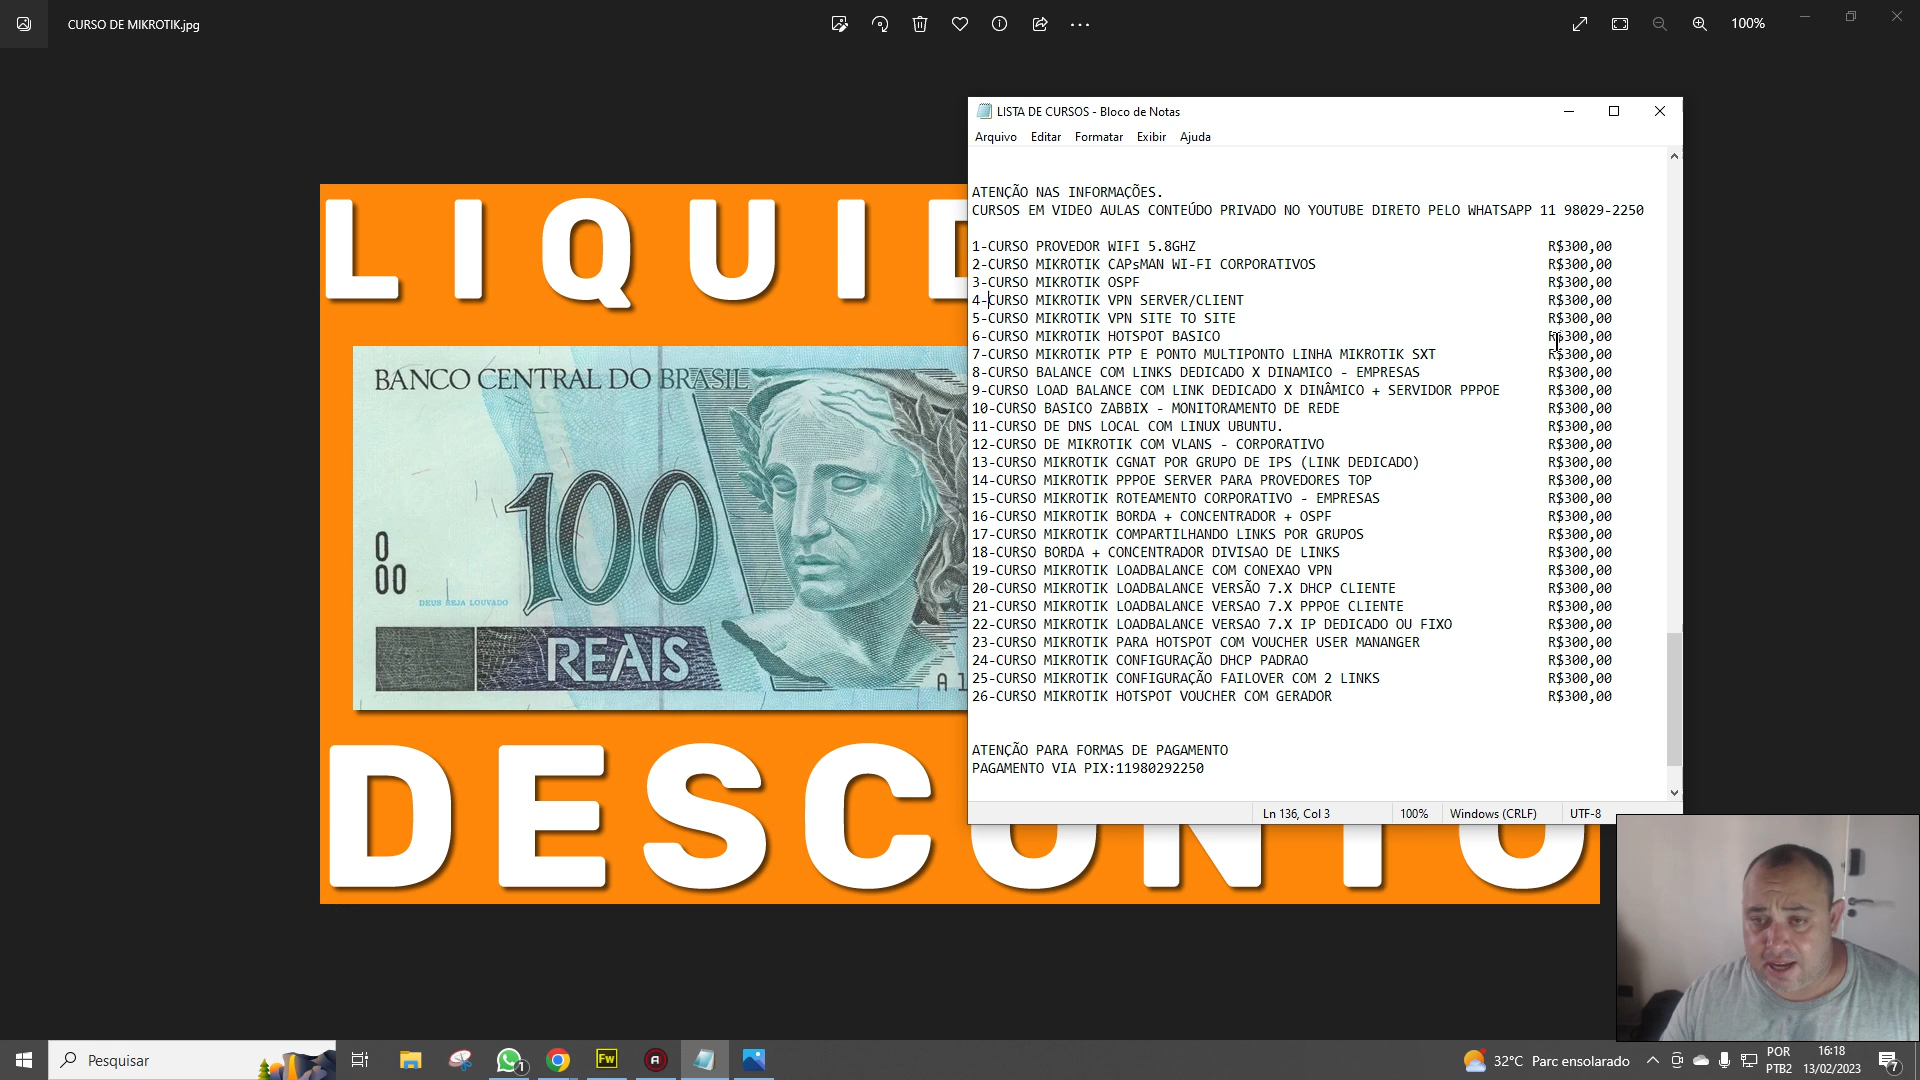 CURSO DE MIKROTIK.jpg
100%
LISTA DE CURSOS - Bloco de Notas
Arquivo Editar Formatar Exibir Ajuda
ATENÇÃO NAS INFORMAÇÕES.
CURSOS EM VIDEO AULAS CONTEÚDO PRIVADO NO YOUTUBE DIRETO PELO WHATSAPP 11 98029-2250
1-CURSO PROVEDOR WIFI 5.8GHZ R$300,00
2-CURSO MIKROTIK CAPsMAN WI-FI CORPORATIVOS R$300,00
3-CURSO MIKROTIK OSPF R$300,00
4-CURSO MIKROTIK VPN SERVER/CLIENT R$300,00
5-CURSO MIKROTIK VPN SITE TO SITE R$300,00
6-CURSO MIKROTIK HOTSPOT BASICO R$300,00
7-CURSO MIKROTIK PTP E PONTO MULTIPONTO LINHA MIKROTIK SXT R$300,00
8-CURSO BALANCE COM LINKS DEDICADO X DINAMICO - EMPRESAS R$300,00
9-CURSO LOAD BALANCE COM LINK DEDICADO X DINÂMICO + SERVIDOR PPPOE R$300,00
10-CURSO BASICO ZABBIX - MONITORAMENTO DE REDE R$300,00
11-CURSO DE DNS LOCAL COM LINUX UBUNTU. R$300,00
12-CURSO DE MIKROTIK COM VLANS - CORPORATIVO R$300,00
13-CURSO MIKROTIK CGNAT POR GRUPO DE IPS (LINK DEDICADO) R$300,00
14-CURSO MIKROTIK PPPOE SERVER PARA PROVEDORES TOP R$300,00
15-CURSO MIKROTIK ROTEAMENTO CORPORATIVO - EMPRESAS R$300,00
16-CURSO MIKROTIK BORDA + CONCENTRADOR + OSPF R$300,00
17-CURSO MIKROTIK COMPARTILHANDO LINKS POR GRUPOS R$300,00
18-CURSO BORDA + CONCENTRADOR DIVISAO DE LINKS R$300,00
19-CURSO MIKROTIK LOADBALANCE COM CONEXAO VPN R$300,00
20-CURSO MIKROTIK LOADBALANCE VERSÃO 7.X DHCP CLIENTE R$300,00
21-CURSO MIKROTIK LOADBALANCE VERSAO 7.X PPPOE CLIENTE R$300,00
22-CURSO MIKROTIK LOADBALANCE VERSAO 7.X IP DEDICADO OU FIXO R$300,00
23-CURSO MIKROTIK PARA HOTSPOT COM VOUCHER USER MANANGER R$300,00
24-CURSO MIKROTIK CONFIGURAÇÃO DHCP PADRAO R$300,00
25-CURSO MIKROTIK CONFIGURAÇÃO FAILOVER COM 2 LINKS R$300,00
26-CURSO MIKROTIK HOTSPOT VOUCHER COM GERADOR R$300,00
ATENÇÃO PARA FORMAS DE PAGAMENTO
PAGAMENTO VIA PIX:11980292250
Ln 136, Col 3 100% Windows (CRLF) UTF-8
LIQUID
BANCO CENTRAL DO BRASIL
100
0
00
DEUS SEJA LOUVADO
REAIS
A 1
DESCONTO
Pesquisar
1
Fw
32°C Parc ensolarado
POR
PTB2
16:18
13/02/2023
7